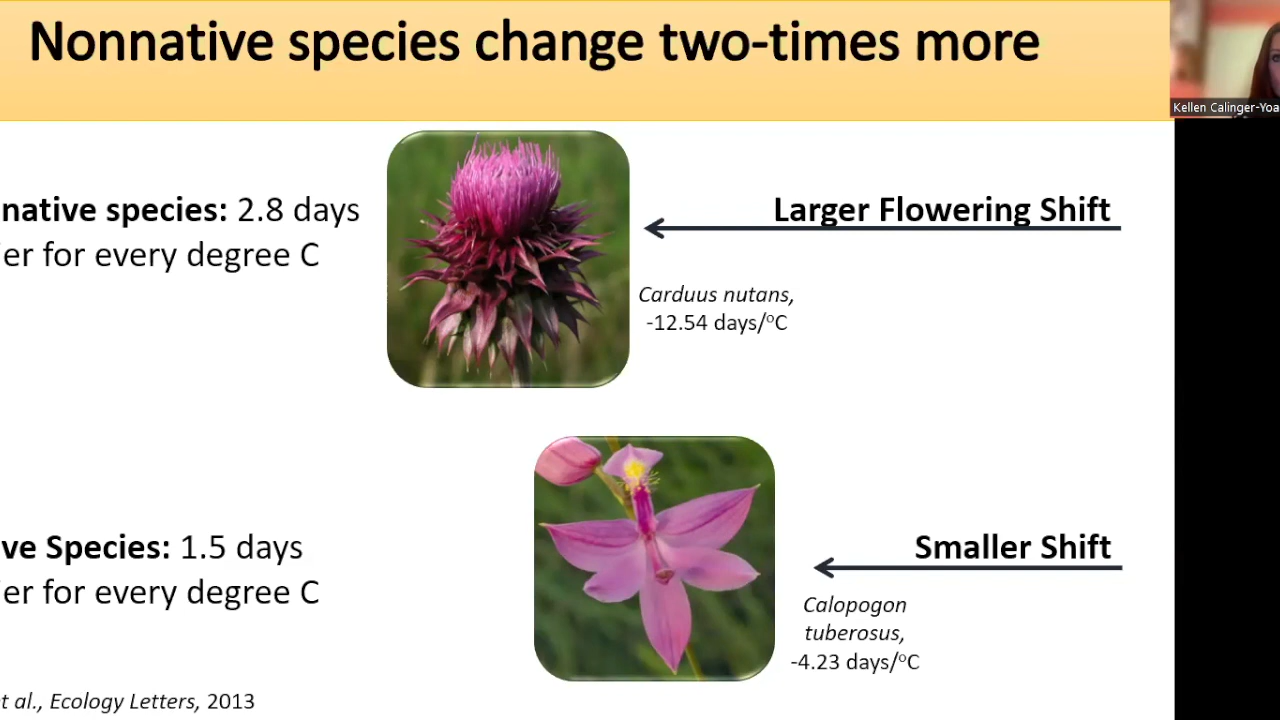 Nonnative species change two-times more
Kellen Calinger-Yoa
native species: 2.8 days
er for every degree C
Larger Flowering Shift
Carduus nutans,
-12.54 days/°C
ve Species: 1.5 days
er for every degree C
Smaller Shift
Calopogon
tuberosus,
-4.23 days/°C
t al., Ecology Letters, 2013